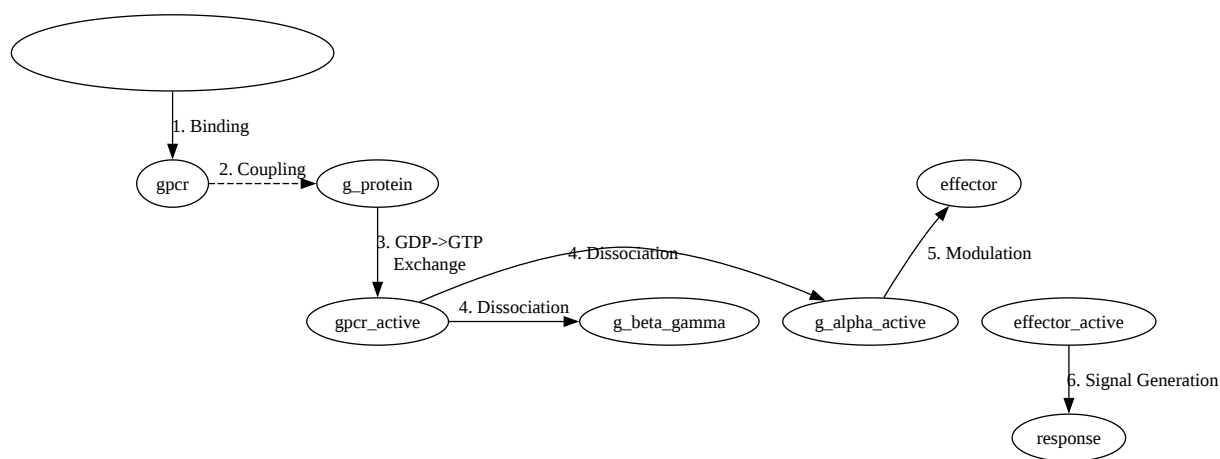 1. Binding
2. Coupling
gpcr
g_protein
effector
3. GDP->GTP
Exchange
4. Dissociation
5. Modulation
4. Dissociation
gpcr_active
g_beta_gamma
g_alpha_active
effector_active
6. Signal Generation
response